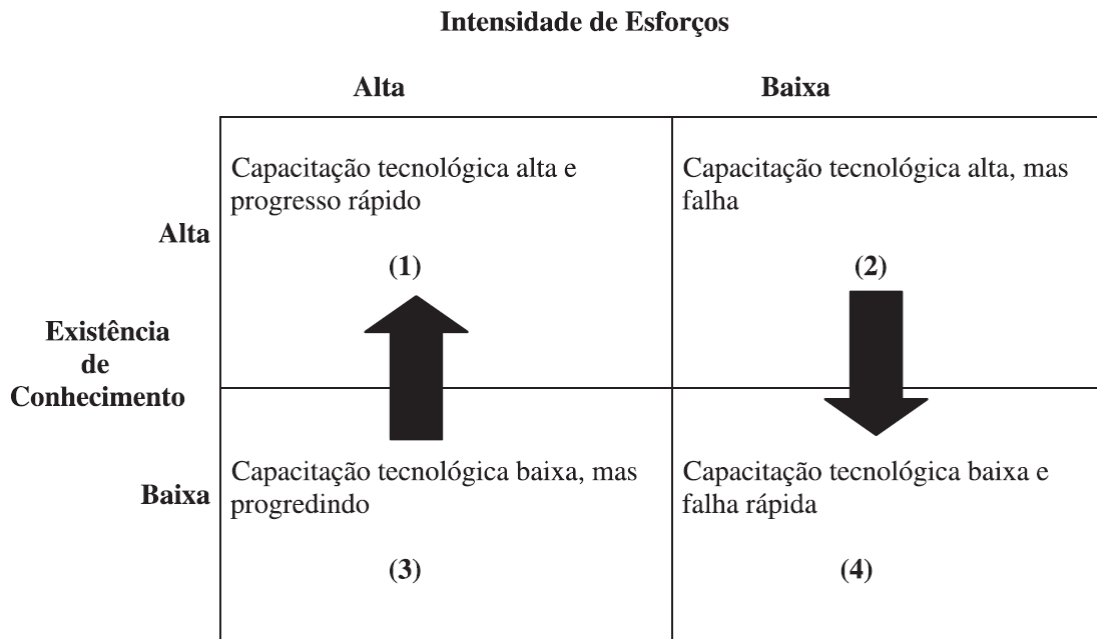 Intensidade de Esforços
Alta
Baixa
Capacitação tecnológica alta e
progresso rápido
(1)
Capacitação tecnológica alta, mas
falha
(2)
Alta
Existência
de
Conhecimento
Baixa
Capacitação tecnológica baixa, mas
progredindo
(3)
Capacitação tecnológica baixa e
falha rápida
(4)